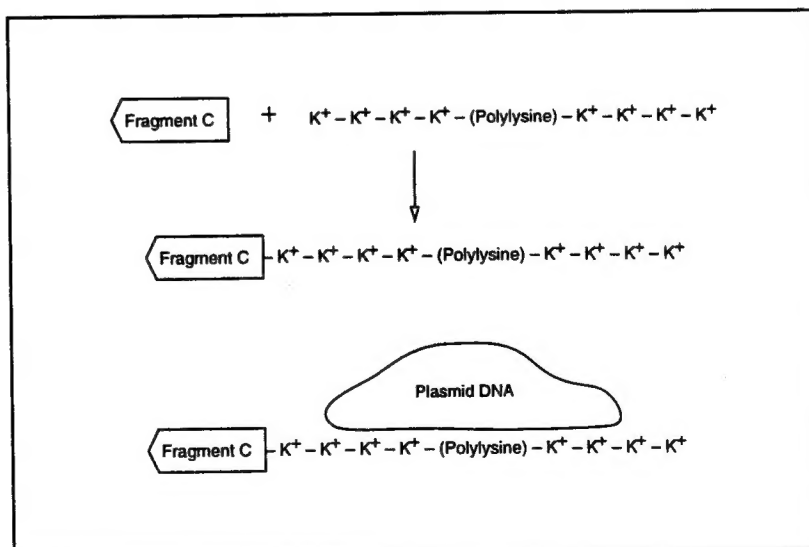 Fragment C + K⁺ – K⁺ – K⁺ – K⁺ – (Polylysine) – K⁺ – K⁺ – K⁺ – K⁺
Fragment C – K⁺ – K⁺ – K⁺ – K⁺ – (Polylysine) – K⁺ – K⁺ – K⁺ – K⁺
Plasmid DNA
Fragment C – K⁺ – K⁺ – K⁺ – K⁺ – (Polylysine) – K⁺ – K⁺ – K⁺ – K⁺